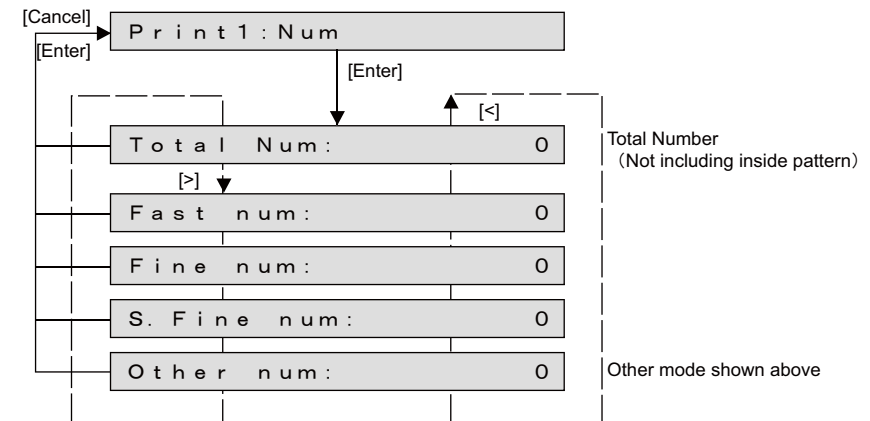 [Cancel]
Print1:Num
[Enter]
[Enter]
[<]
Total Num: 0
Total Number
（Not including inside pattern）
[>]
Fast num: 0
Fine num: 0
S. Fine num: 0
Other num: 0
Other mode shown above